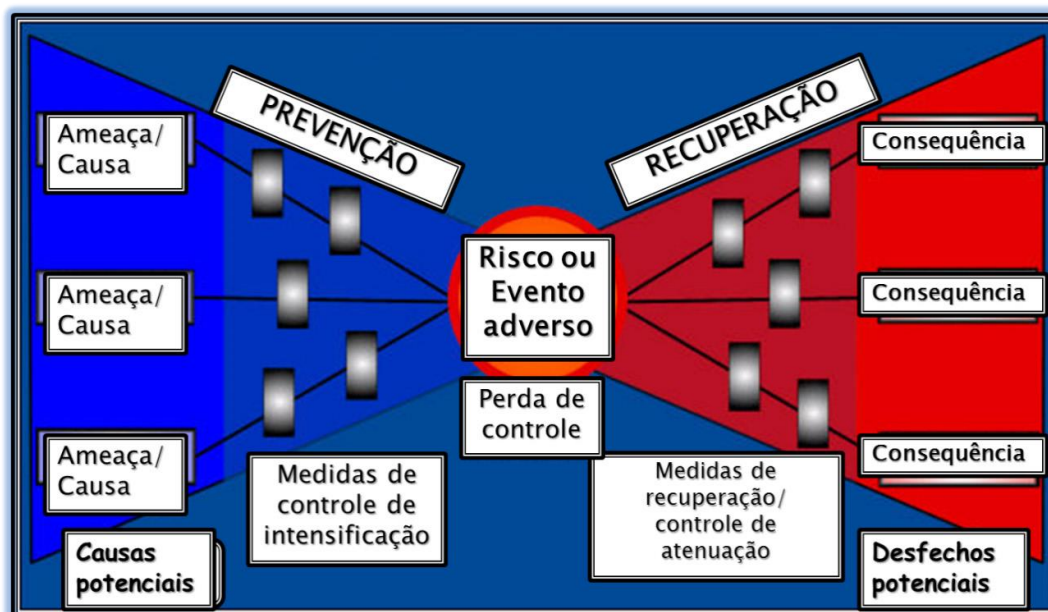 PREVENÇÃO
RECUPERAÇÃO
Ameaça/
Causa
Ameaça/
Causa
Ameaça/
Causa
Risco ou
Evento
adverso
Perda de
controle
Consequência
Consequência
Consequência
Medidas de
controle de
intensificação
Medidas de
recuperação/
controle de
atenuação
Causas
potenciais
Desfechos
potenciais